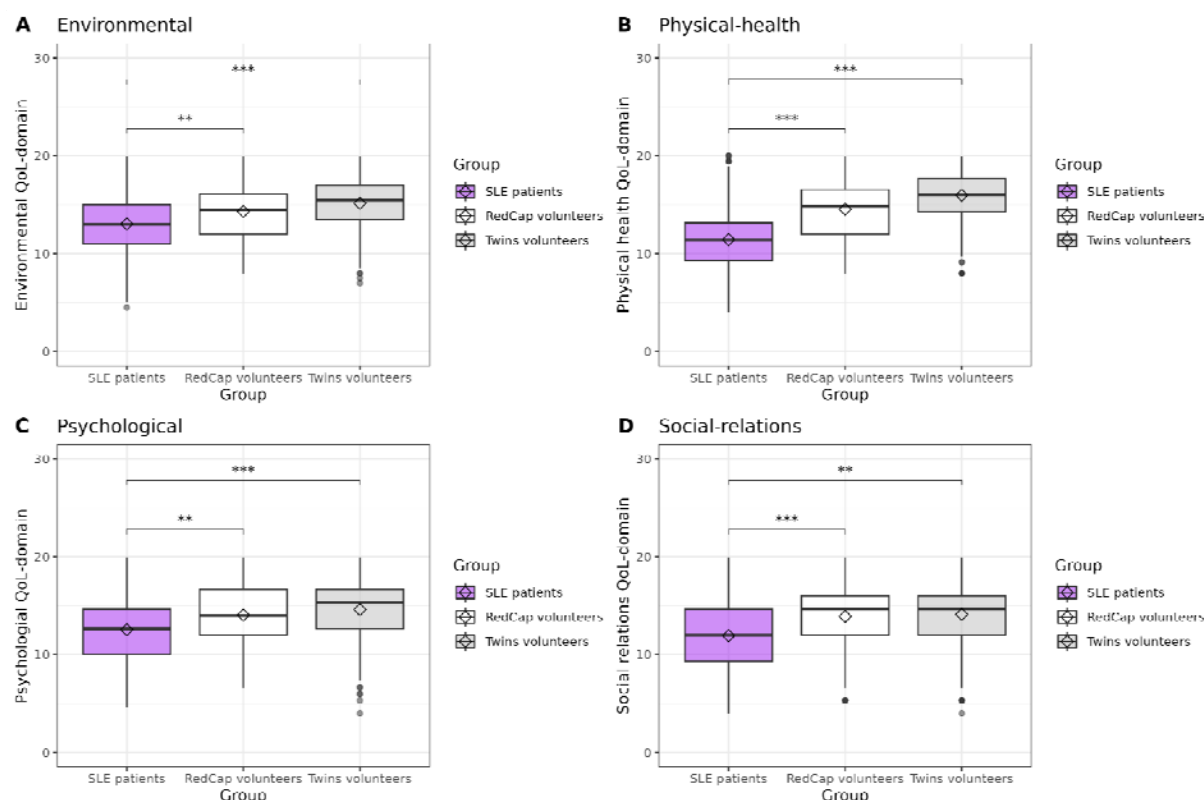 A Environmental
30
20
10
0
Environmental QoL-domain
***
**
SLE patients RedCap volunteers Twins volunteers
Group
Group
SLE patients
RedCap volunteers
Twins volunteers
B Physical-health
30
20
10
0
Physical health QoL-domain
***
***
SLE patients RedCap volunteers Twins volunteers
Group
Group
SLE patients
RedCap volunteers
Twins volunteers
C Psychological
30
20
10
0
Psychologial QoL-domain
***
**
SLE patients RedCap volunteers Twins volunteers
Group
Group
SLE patients
RedCap volunteers
Twins volunteers
D Social-relations
30
20
10
0
Social relations QoL-domain
**
***
SLE patients RedCap volunteers Twins volunteers
Group
Group
SLE patients
RedCap volunteers
Twins volunteers